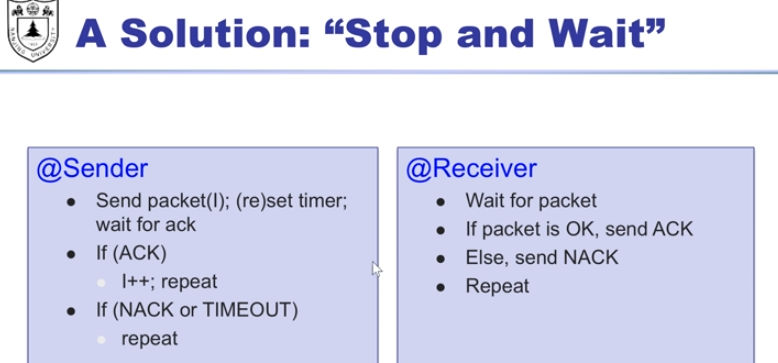 A Solution: “Stop and Wait”
@Sender
• Send packet(I); (re)set timer;
wait for ack
• If (ACK)
• I++; repeat
• If (NACK or TIMEOUT)
• repeat
@Receiver
• Wait for packet
• If packet is OK, send ACK
• Else, send NACK
• Repeat